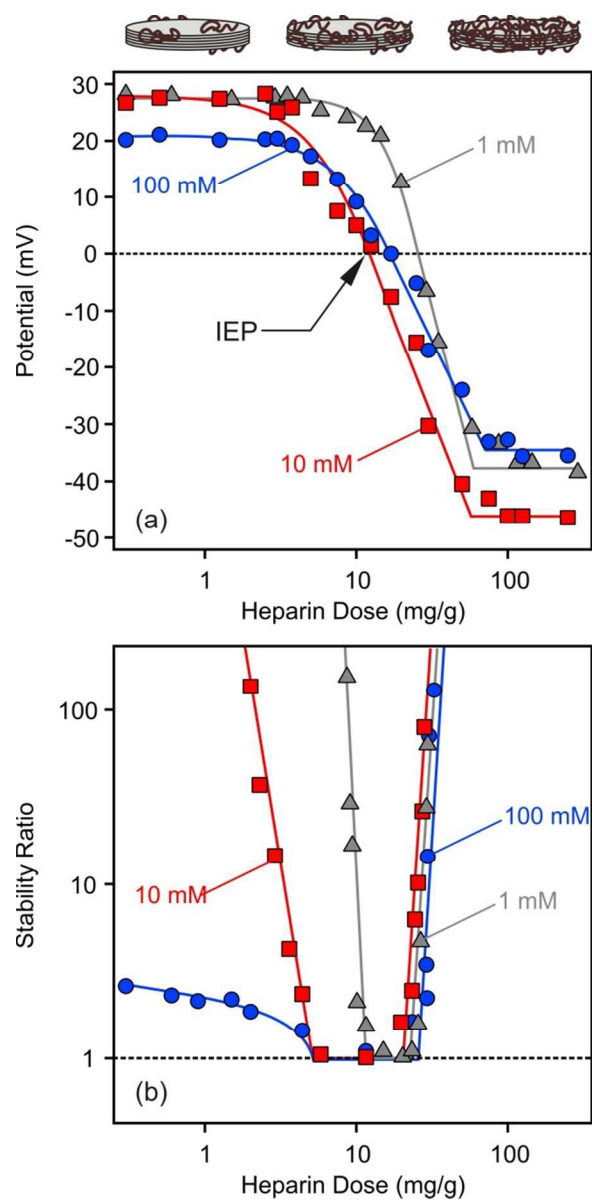 30
20
10
0
-10
-20
-30
-40
-50
Potential (mV)
100 mM
1 mM
IEP
10 mM
(a)
1
10
100
Heparin Dose (mg/g)
100
10
1
Stability Ratio
10 mM
100 mM
1 mM
(b)
1
10
100
Heparin Dose (mg/g)